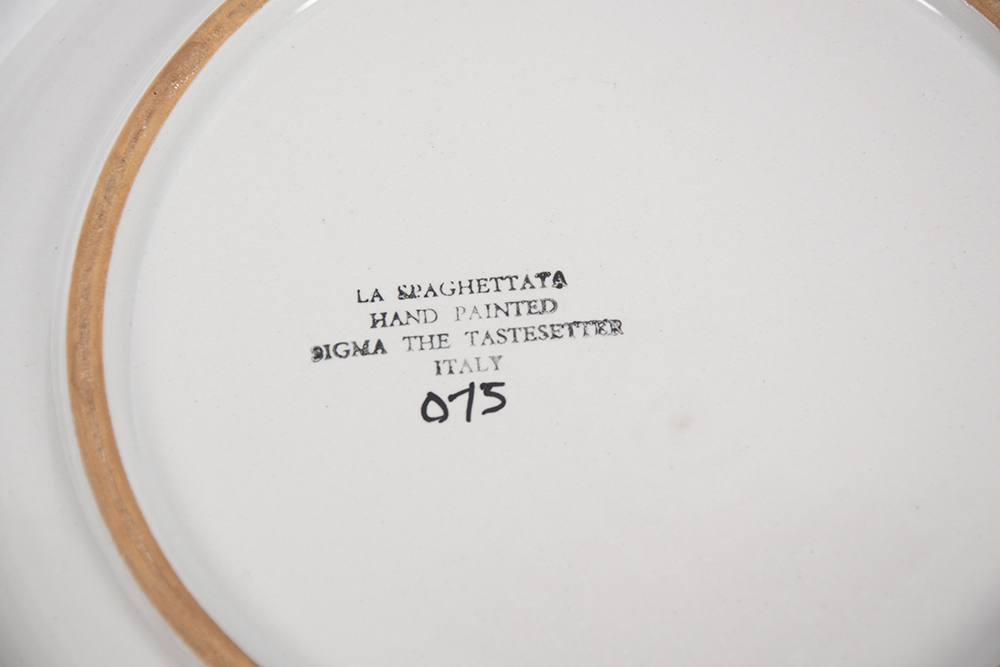 LA SPAGHETTATA
HAND PAINTED
SIGMA THE TASTESETTER
ITALY
075